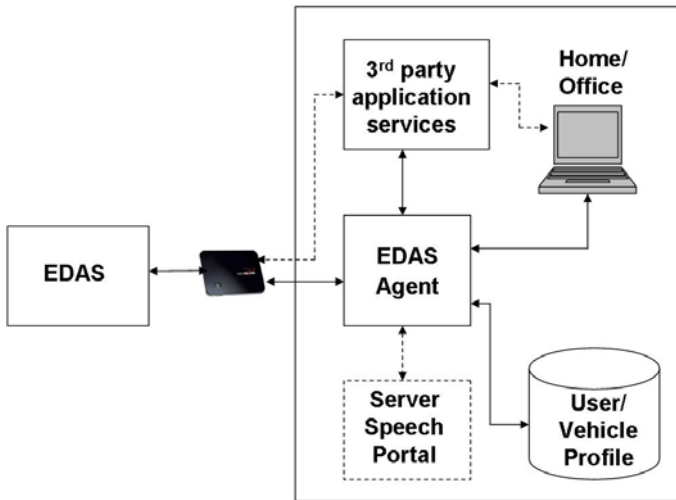 3rd party
application
services
Home/
Office
EDAS
EDAS
Agent
Server
Speech
Portal
User/
Vehicle
Profile